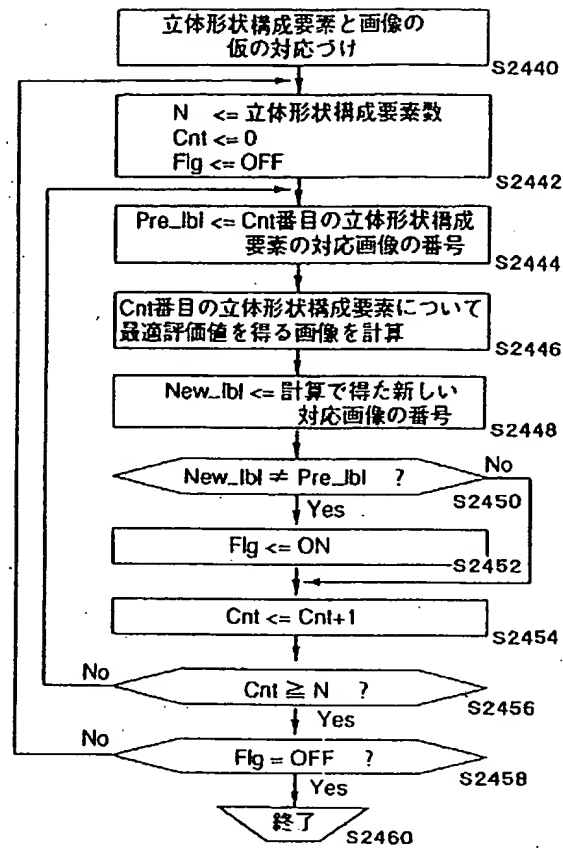 立体形状構成要素と画像の
仮の対応づけ
S2440
N <= 立体形状構成要素数
Cnt <= 0
Flg <= OFF
S2442
Pre_lbl <= Cnt番目の立体形状構成
要素の対応画像の番号
S2444
Cnt番目の立体形状構成要素について
最適評価値を得る画像を計算
S2446
New_lbl <= 計算で得た新しい
対応画像の番号
S2448
New_lbl ≠ Pre_lbl ?
No
S2450
Yes
Flg <= ON
S2452
Cnt <= Cnt+1
S2454
No
Cnt ≧ N ?
S2456
Yes
No
Flg = OFF ?
S2458
Yes
終了
S2460